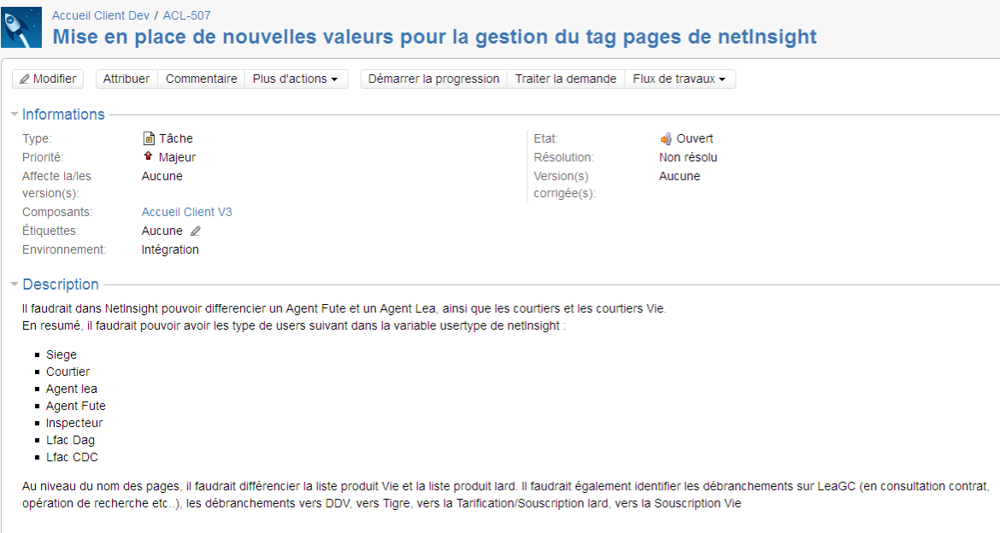 Accueil Client Dev / ACL-507
Mise en place de nouvelles valeurs pour la gestion du tag pages de netInsight
Modifier Attribuer Commentaire Plus d'actions Démarrer la progression Traiter la demande Flux de travaux
Informations
Type: Tâche Etat: Ouvert
Priorité: Majeur Résolution: Non résolu
Affecte la/les version(s): Aucune Version(s) corrigée(s): Aucune
Composants: Accueil Client V3
Étiquettes: Aucune
Environnement: Intégration
Description
Il faudrait dans NetInsight pouvoir differencier un Agent Fute et un Agent Lea, ainsi que les courtiers et les courtiers Vie.
En resumé, il faudrait pouvoir avoir les type de users suivant dans la variable usertype de netInsight :
Siege
Courtier
Agent lea
Agent Fute
Inspecteur
Lfac Dag
Lfac CDC
Au niveau du nom des pages, il faudrait différencier la liste produit Vie et la liste produit Iard. Il faudrait également identifier les débranchements sur LeaGC (en consultation contrat,
opération de recherche etc..), les débranchements vers DDV, vers Tigre, vers la Tarification/Souscription Iard, vers la Souscription Vie